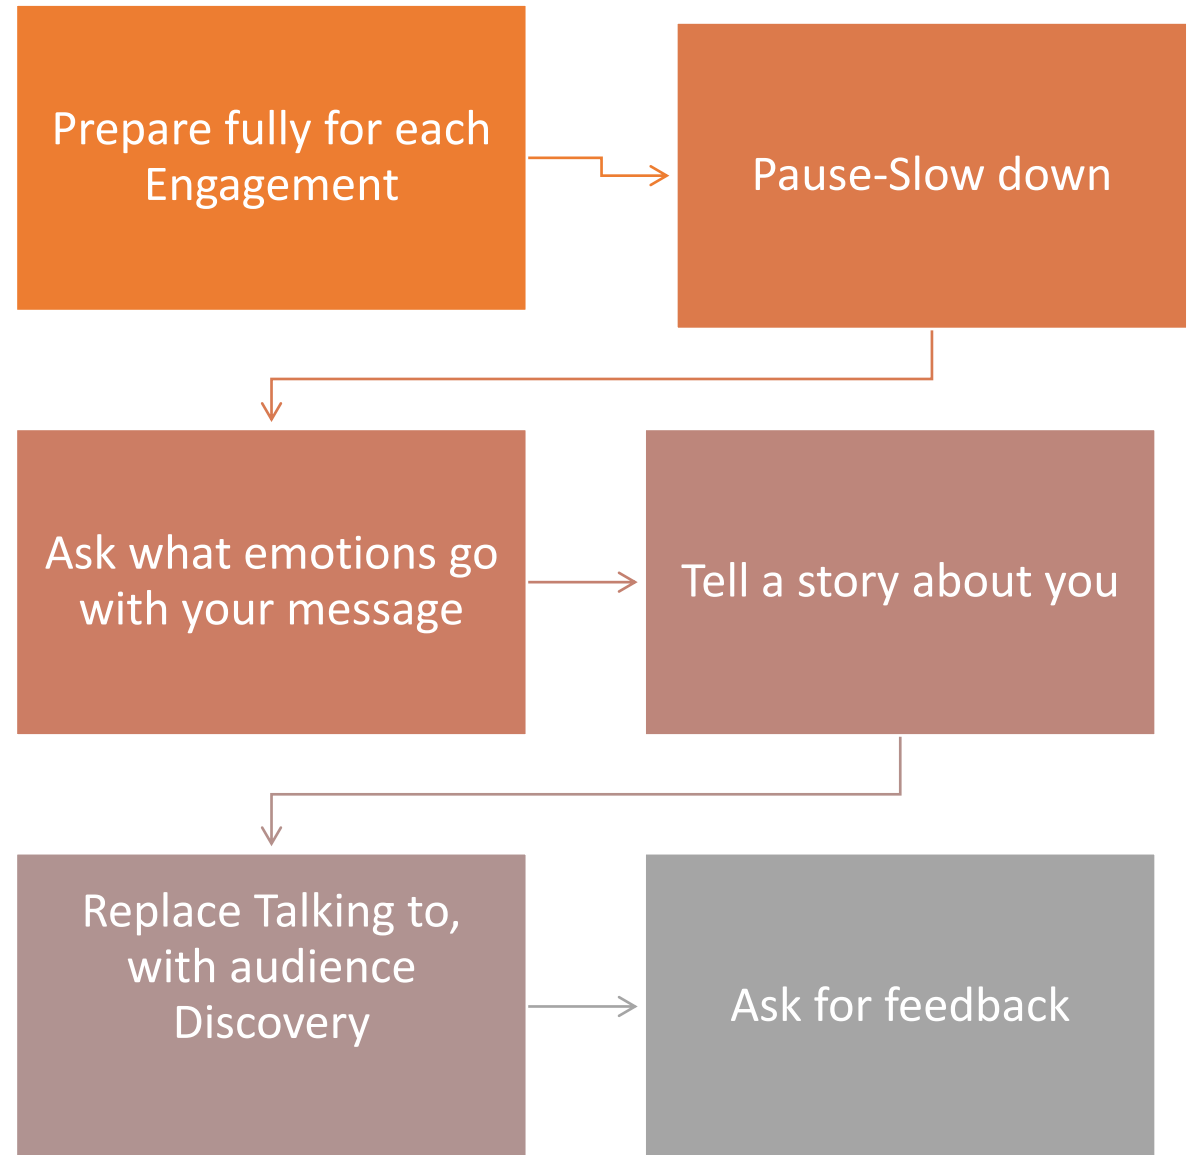 Prepare fully for each
Engagement
Pause-Slow down
Ask what emotions go
with your message
Tell a story about you
Replace Talking to,
with audience
Discovery
Ask for feedback